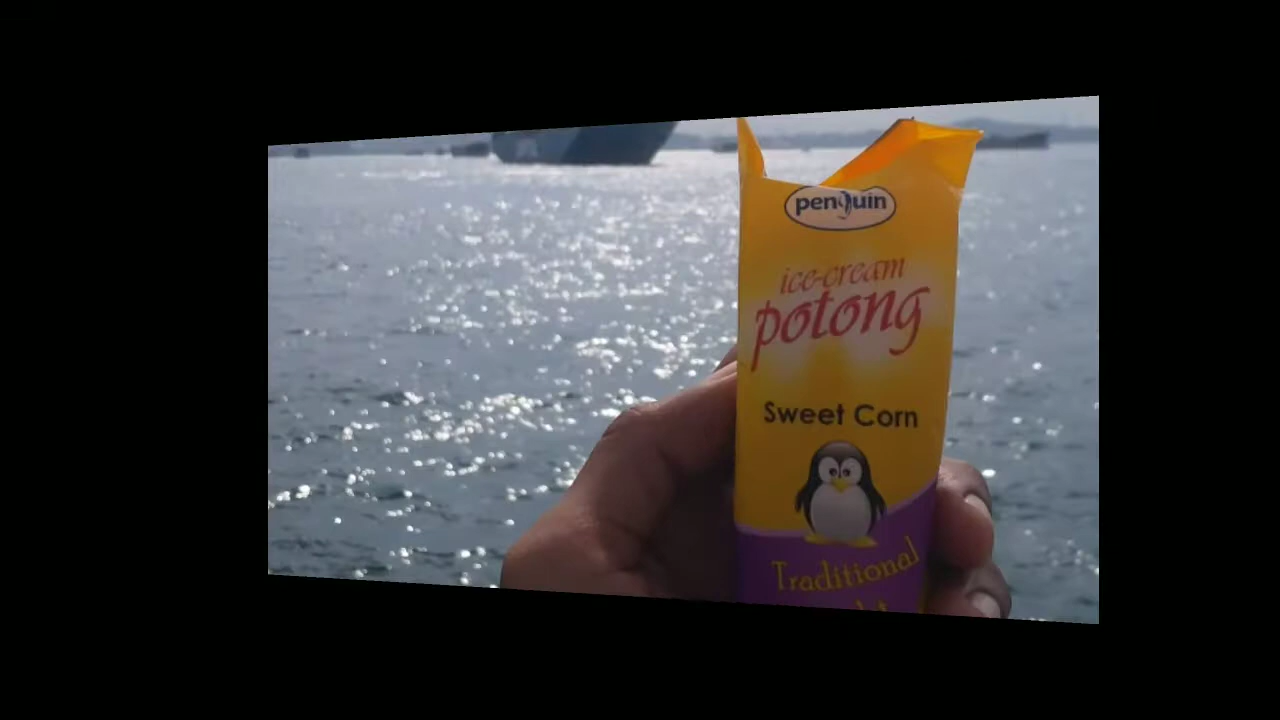 penguin
ice-cream
potong
Sweet Corn
Traditional